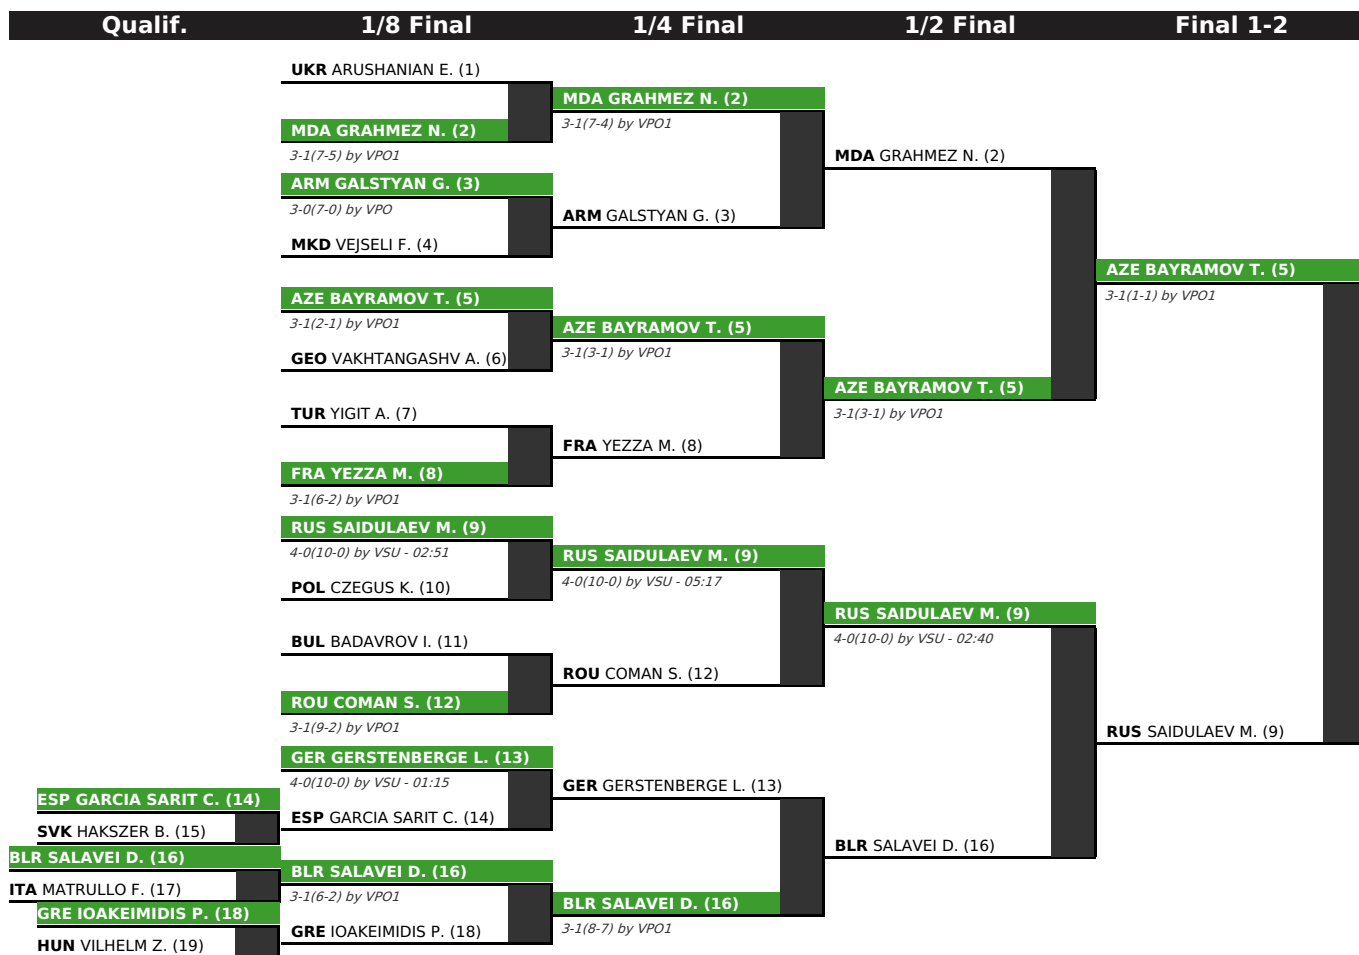 Qualif.
1/8 Final
1/4 Final
1/2 Final
Final 1-2
UKR ARUSHANIAN E. (1)
MDA GRAHMEZ N. (2)
3-1(7-5) by VPO1
ARM GALSTYAN G. (3)
3-0(7-0) by VPO
MKD VEJSELI F. (4)
AZE BAYRAMOV T. (5)
3-1(2-1) by VPO1
GEO VAKHTANGASHV A. (6)
TUR YIGIT A. (7)
FRA YEZZA M. (8)
3-1(6-2) by VPO1
RUS SAIDULAEV M. (9)
4-0(10-0) by VSU - 02:51
POL CZEGUS K. (10)
BUL BADAVROV I. (11)
ROU COMAN S. (12)
3-1(9-2) by VPO1
GER GERSTENBERGE L. (13)
4-0(10-0) by VSU - 01:15
ESP GARCIA SARIT C. (14)
BLR SALAVEI D. (16)
3-1(6-2) by VPO1
GRE IOAKEIMIDIS P. (18)
ESP GARCIA SARIT C. (14)
SVK HAKSZER B. (15)
BLR SALAVEI D. (16)
ITA MATRULLO F. (17)
GRE IOAKEIMIDIS P. (18)
HUN VILHELM Z. (19)
MDA GRAHMEZ N. (2)
3-1(7-4) by VPO1
ARM GALSTYAN G. (3)
AZE BAYRAMOV T. (5)
3-1(3-1) by VPO1
FRA YEZZA M. (8)
RUS SAIDULAEV M. (9)
4-0(10-0) by VSU - 05:17
ROU COMAN S. (12)
GER GERSTENBERGE L. (13)
BLR SALAVEI D. (16)
3-1(8-7) by VPO1
MDA GRAHMEZ N. (2)
AZE BAYRAMOV T. (5)
3-1(3-1) by VPO1
RUS SAIDULAEV M. (9)
4-0(10-0) by VSU - 02:40
BLR SALAVEI D. (16)
AZE BAYRAMOV T. (5)
3-1(1-1) by VPO1
RUS SAIDULAEV M. (9)